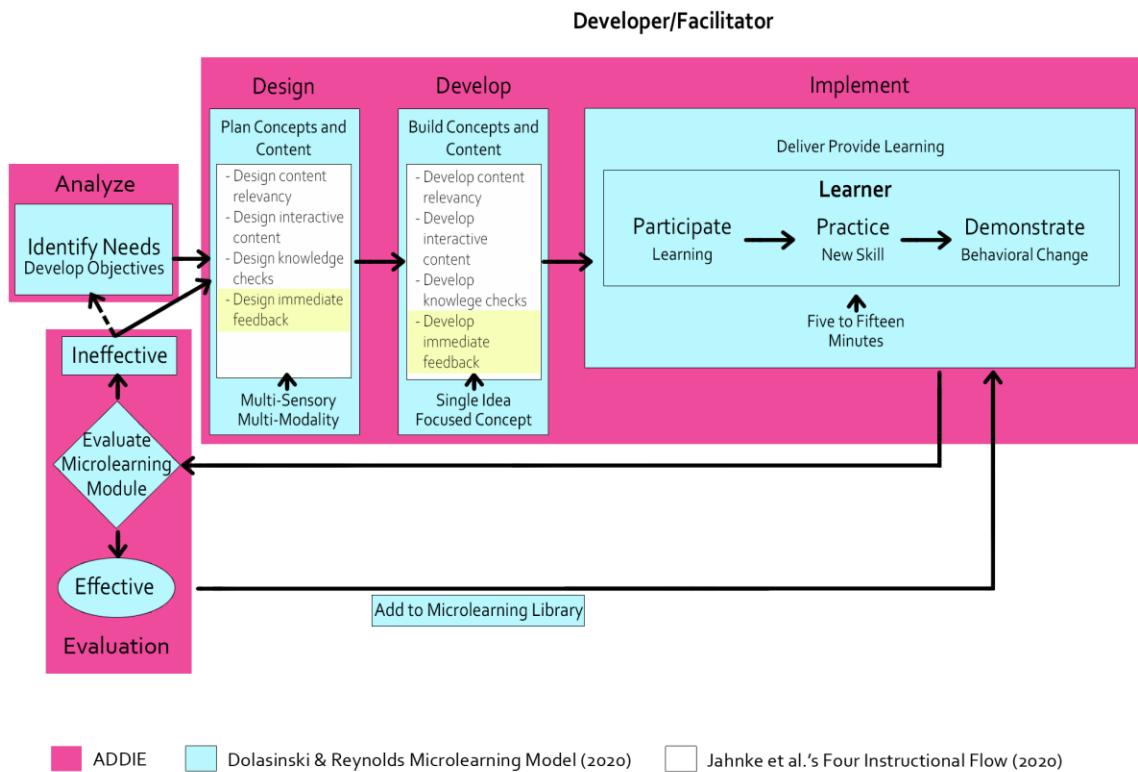 Developer/Facilitator
Design
Develop
Implement
Plan Concepts and
Content
- Design content
relevancy
- Design interactive
content
- Design knowledge
checks
- Design immediate
feedback
Multi-Sensory
Multi-Modality
Build Concepts and
Content
- Develop content
relevancy
- Develop
interactive
content
- Develop
knowlege checks
- Develop
immediate
feedback
Single Idea
Focused Concept
Deliver Provide Learning
Learner
Participate
Learning
Practice
New Skill
Demonstrate
Behavioral Change
Five to Fifteen
Minutes
Analyze
Identify Needs
Develop Objectives
Ineffective
Evaluate
Microlearning
Module
Effective
Evaluation
Add to Microlearning Library
ADDIE
Dolasinski & Reynolds Microlearning Model (2020)
Jahnke et al.'s Four Instructional Flow (2020)